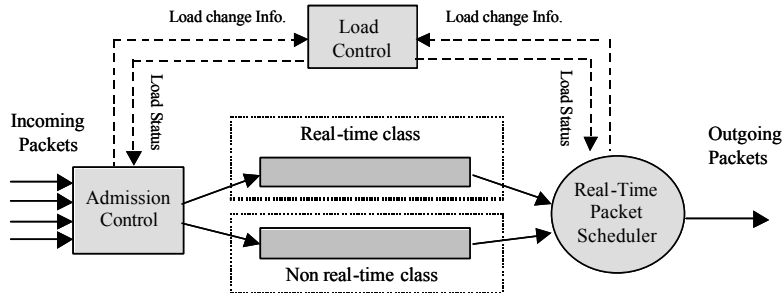 Load change Info.
Load change Info.
Load
Control
Load Status
Load Status
Incoming
Packets
Real-time class
Outgoing
Packets
Admission
Control
Real-Time
Packet
Scheduler
Non real-time class